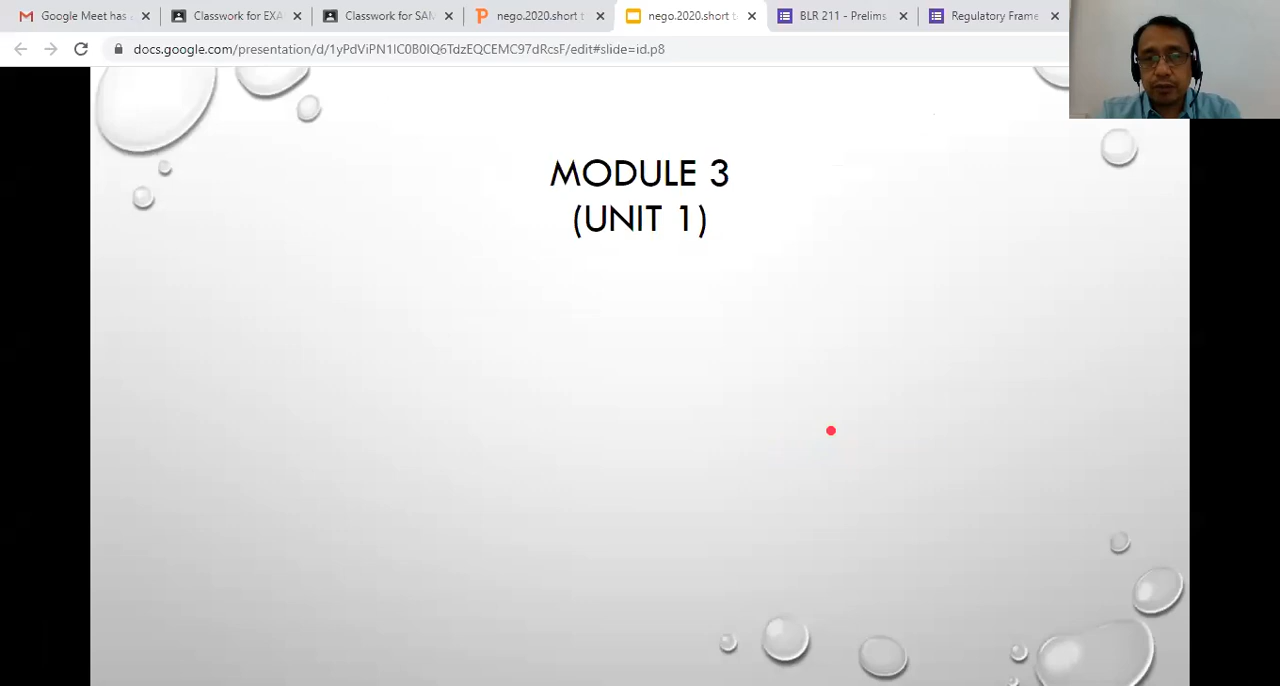 Google Meet has
Classwork for EXA
Classwork for SAM
nego.2020.short t
nego.2020.short t
BLR 211 - Prelims
Regulatory Frame
docs.google.com/presentation/d/1yPdViPN1IC0B0IQ6TdzEQCEMC97dRcsF/edit#slide=id.p8
MODULE 3
(UNIT 1)